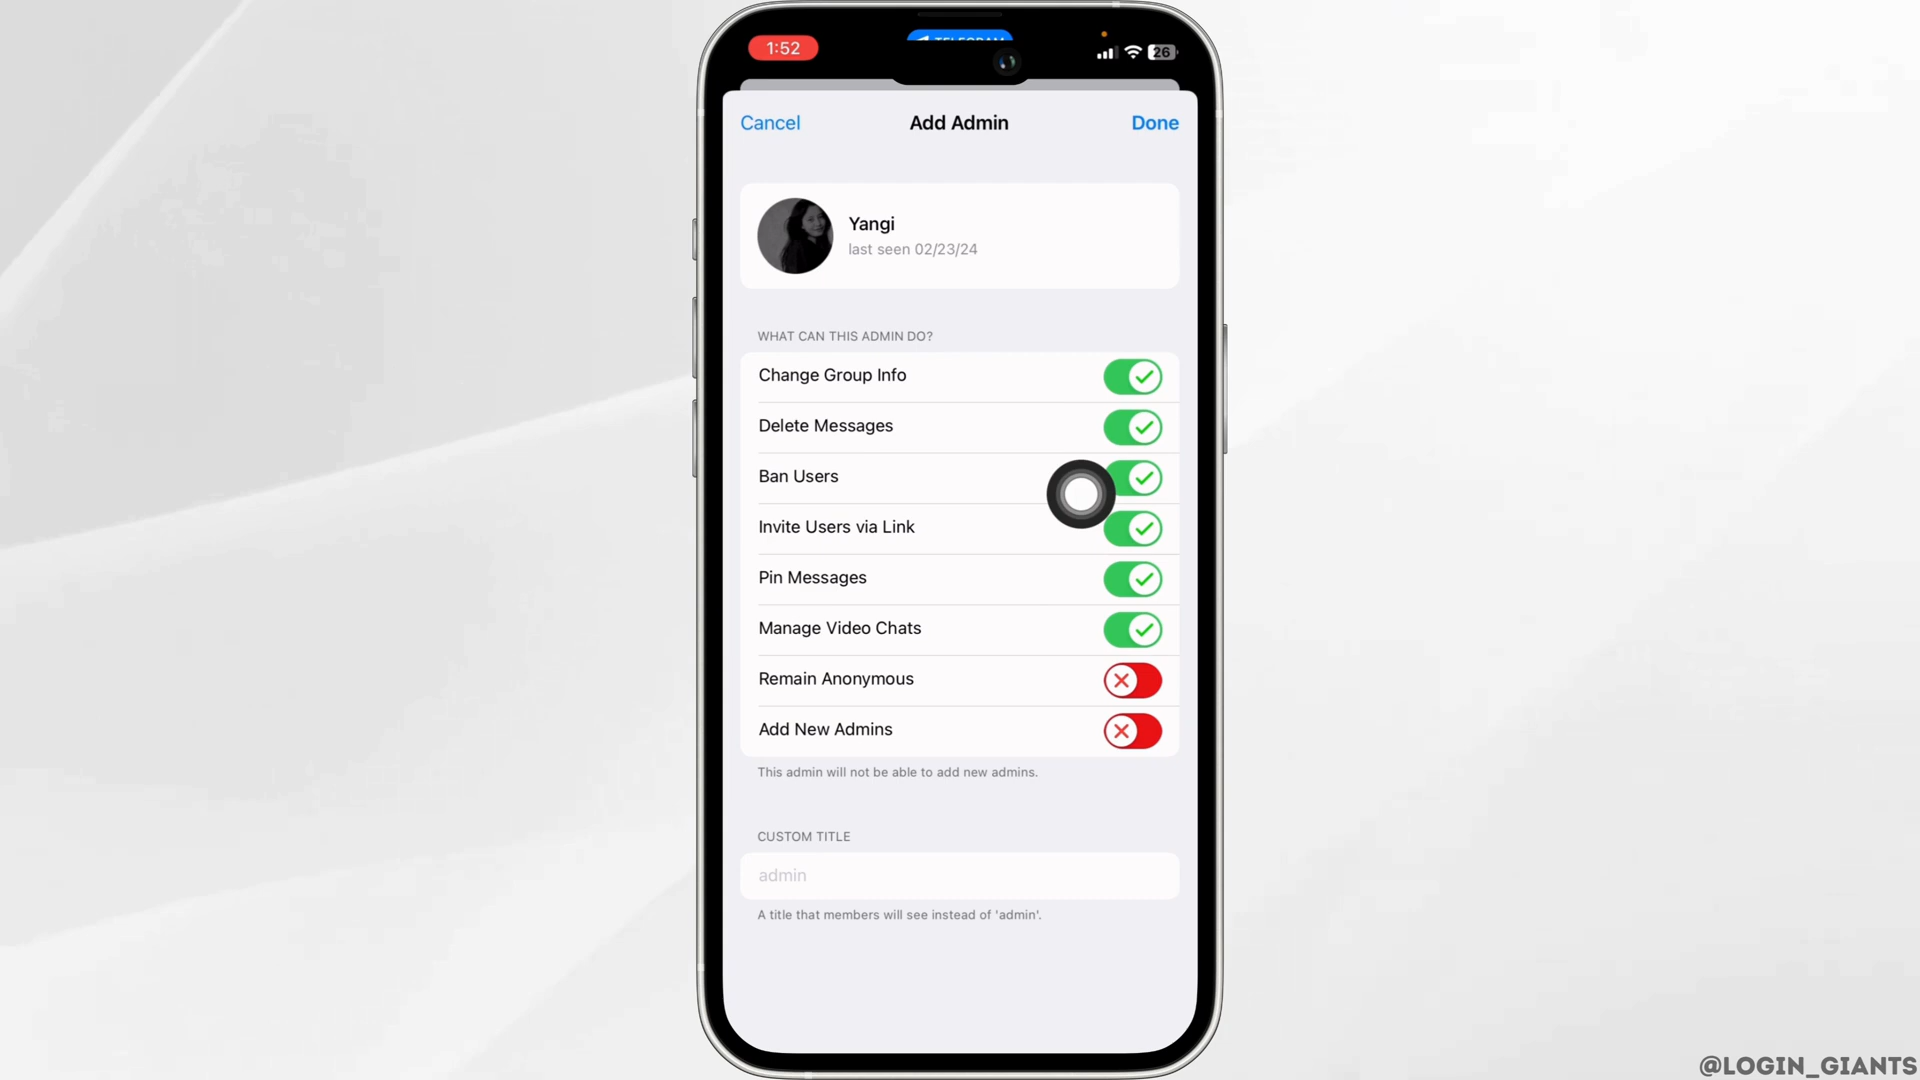 1:52
TELEGRAM
26
Cancel
Add Admin
Done
Yangi
last seen 02/23/24
WHAT CAN THIS ADMIN DO?
Change Group Info
Delete Messages
Ban Users
Invite Users via Link
Pin Messages
Manage Video Chats
Remain Anonymous
Add New Admins
This admin will not be able to add new admins.
CUSTOM TITLE
admin
A title that members will see instead of 'admin'.
@LOGIN_GIANTS